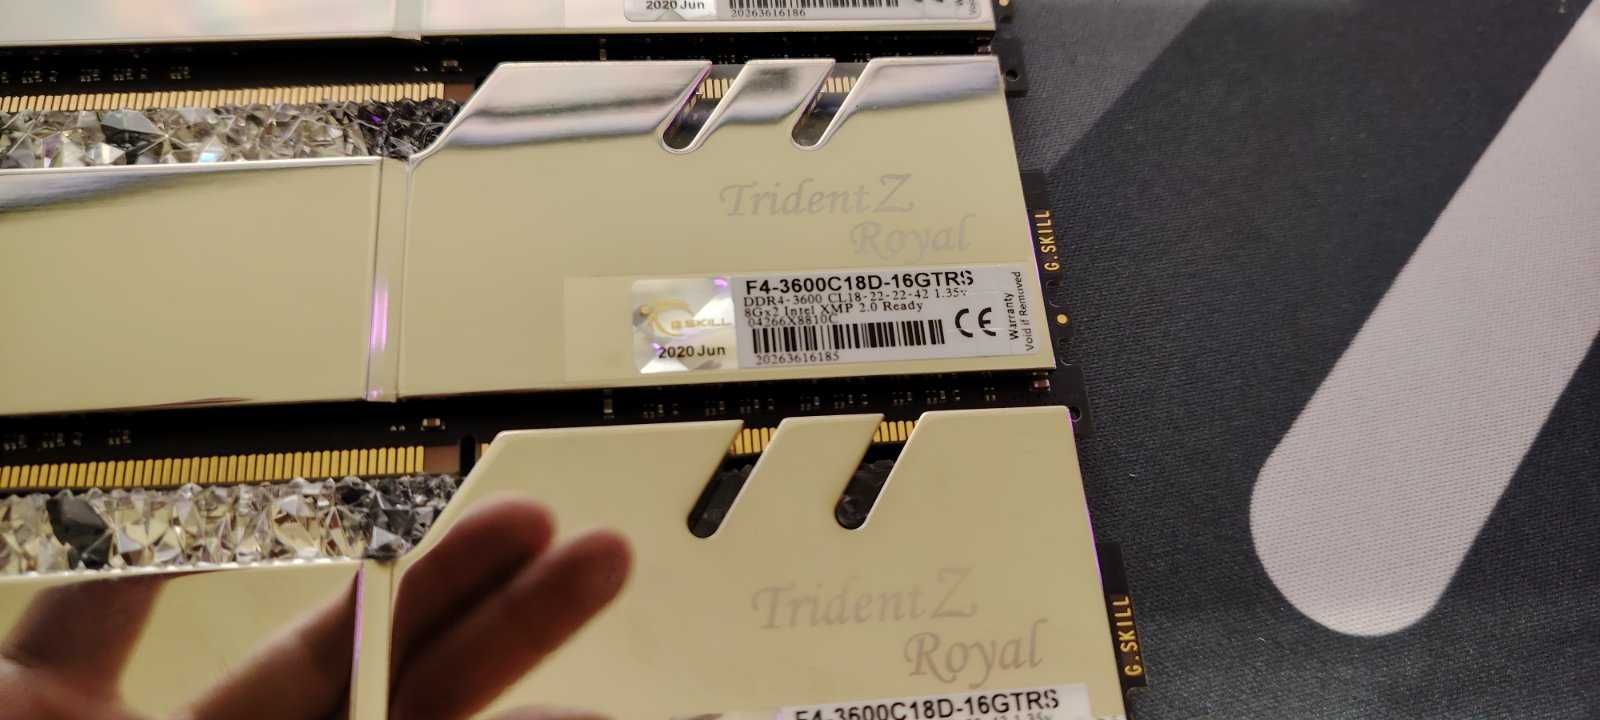 2020 Jun
20263616186
Trident Z
Royal
G.SKILL
F4-3600C18D-16GTRS
DDR4-3600 CL18-22-22-42 1.35v
8Gx2 Intel XMP 2.0 Ready
04266X8810C
G.SKILL
2020 Jun
20263616185
CE
Warranty
Void if Removed
Trident Z
Royal
G.SKILL
F4-3600C18D-16GTRS